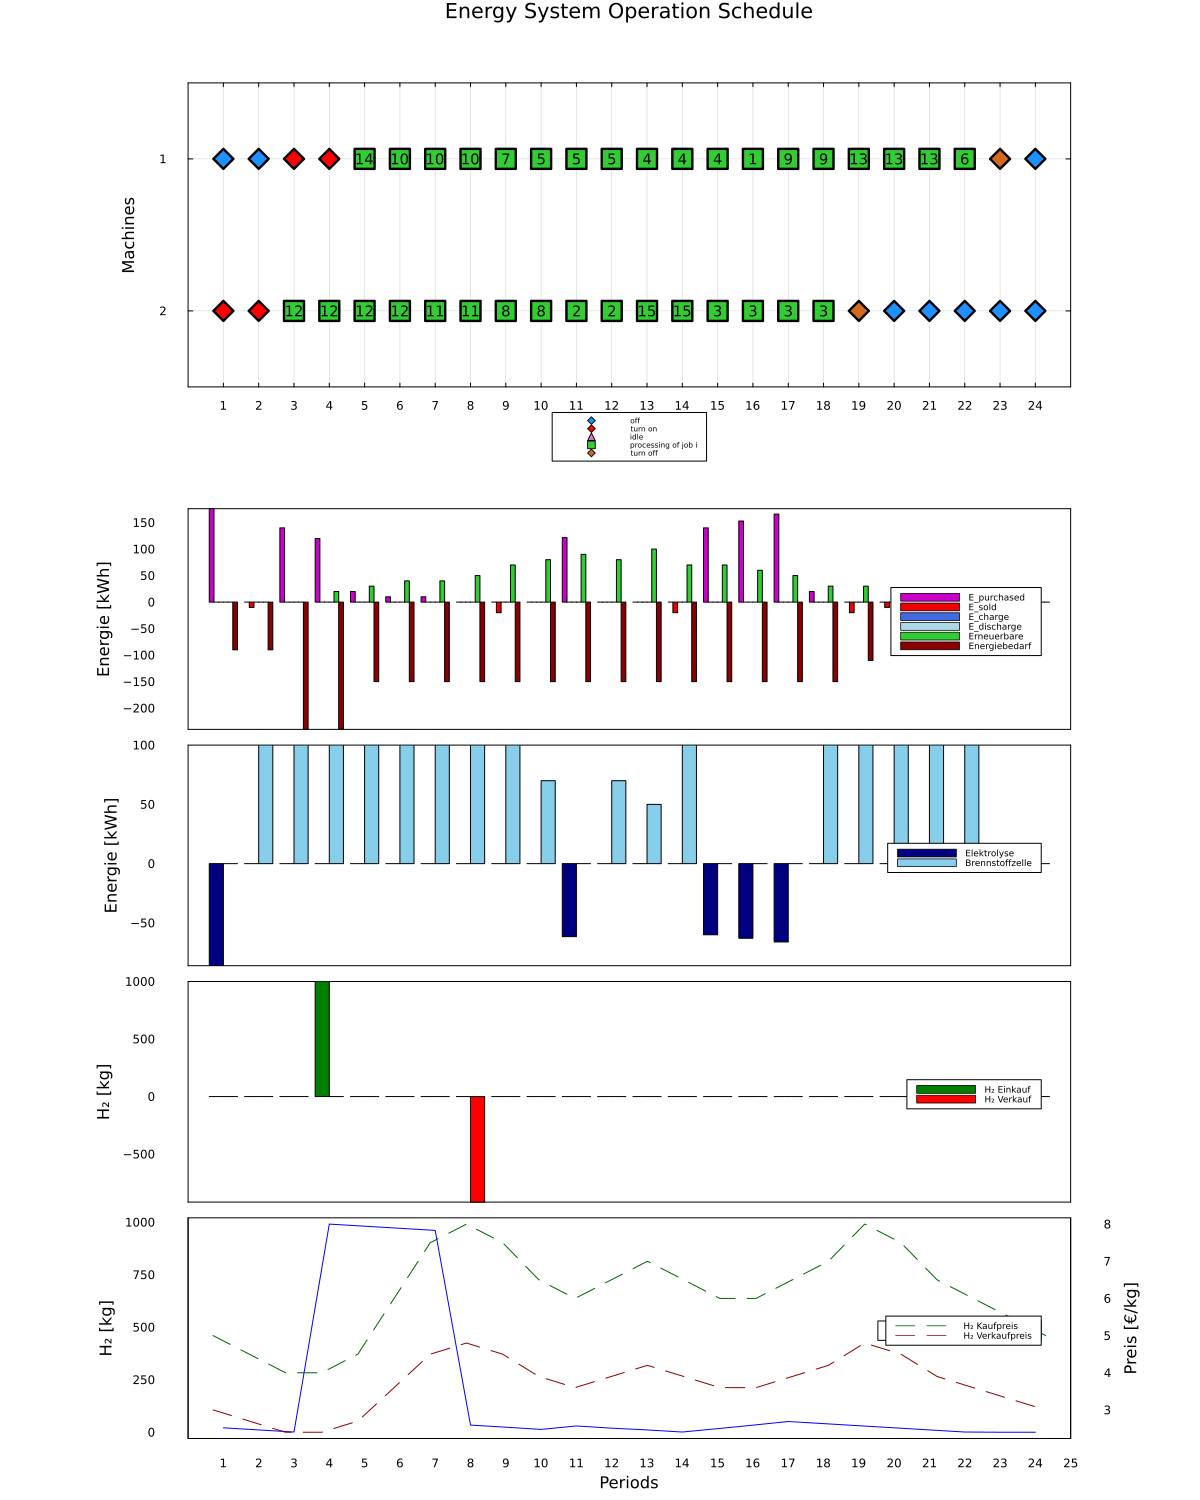 Energy System Operation Schedule
Machines
1
14 10 10 10 7 5 5 5 4 4 4 1 9 9 13 13 13 6
2
12 12 12 12 11 11 8 8 2 2 15 15 3 3 3 3
1 2 3 4 5 6 7 8 9 10 11 12 13 14 15 16 17 18 19 20 21 22 23 24
off
turn on
idle
processing of job i
turn off
Energie [kWh]
150
100
50
0
−50
−100
−150
−200
E_purchased
E_sold
E_charge
E_discharge
Erneuerbare
Energiebedarf
Energie [kWh]
100
50
0
−50
Elektrolyse
Brennstoffzelle
H₂ [kg]
1000
500
0
−500
H₂ Einkauf
H₂ Verkauf
H₂ [kg]
1000
750
500
250
0
H₂ Kaufpreis
H₂ Verkaufpreis
8
7
6
5
4
3
Preis [€/kg]
1 2 3 4 5 6 7 8 9 10 11 12 13 14 15 16 17 18 19 20 21 22 23 24 25
Periods